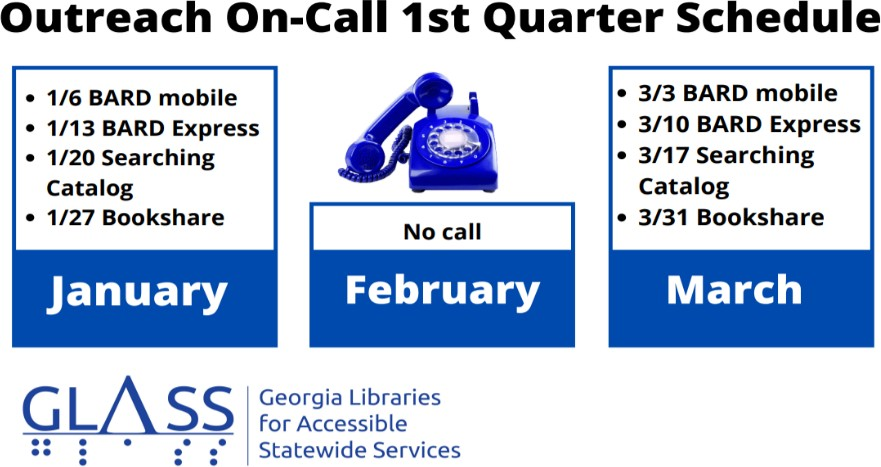 Outreach On-Call 1st Quarter Schedule
• 1/6 BARD mobile
• 1/13 BARD Express
• 1/20 Searching
Catalog
• 1/27 Bookshare
January
No call
February
• 3/3 BARD mobile
• 3/10 BARD Express
• 3/17 Searching
Catalog
• 3/31 Bookshare
March
GLASS
Georgia Libraries
for Accessible
Statewide Services